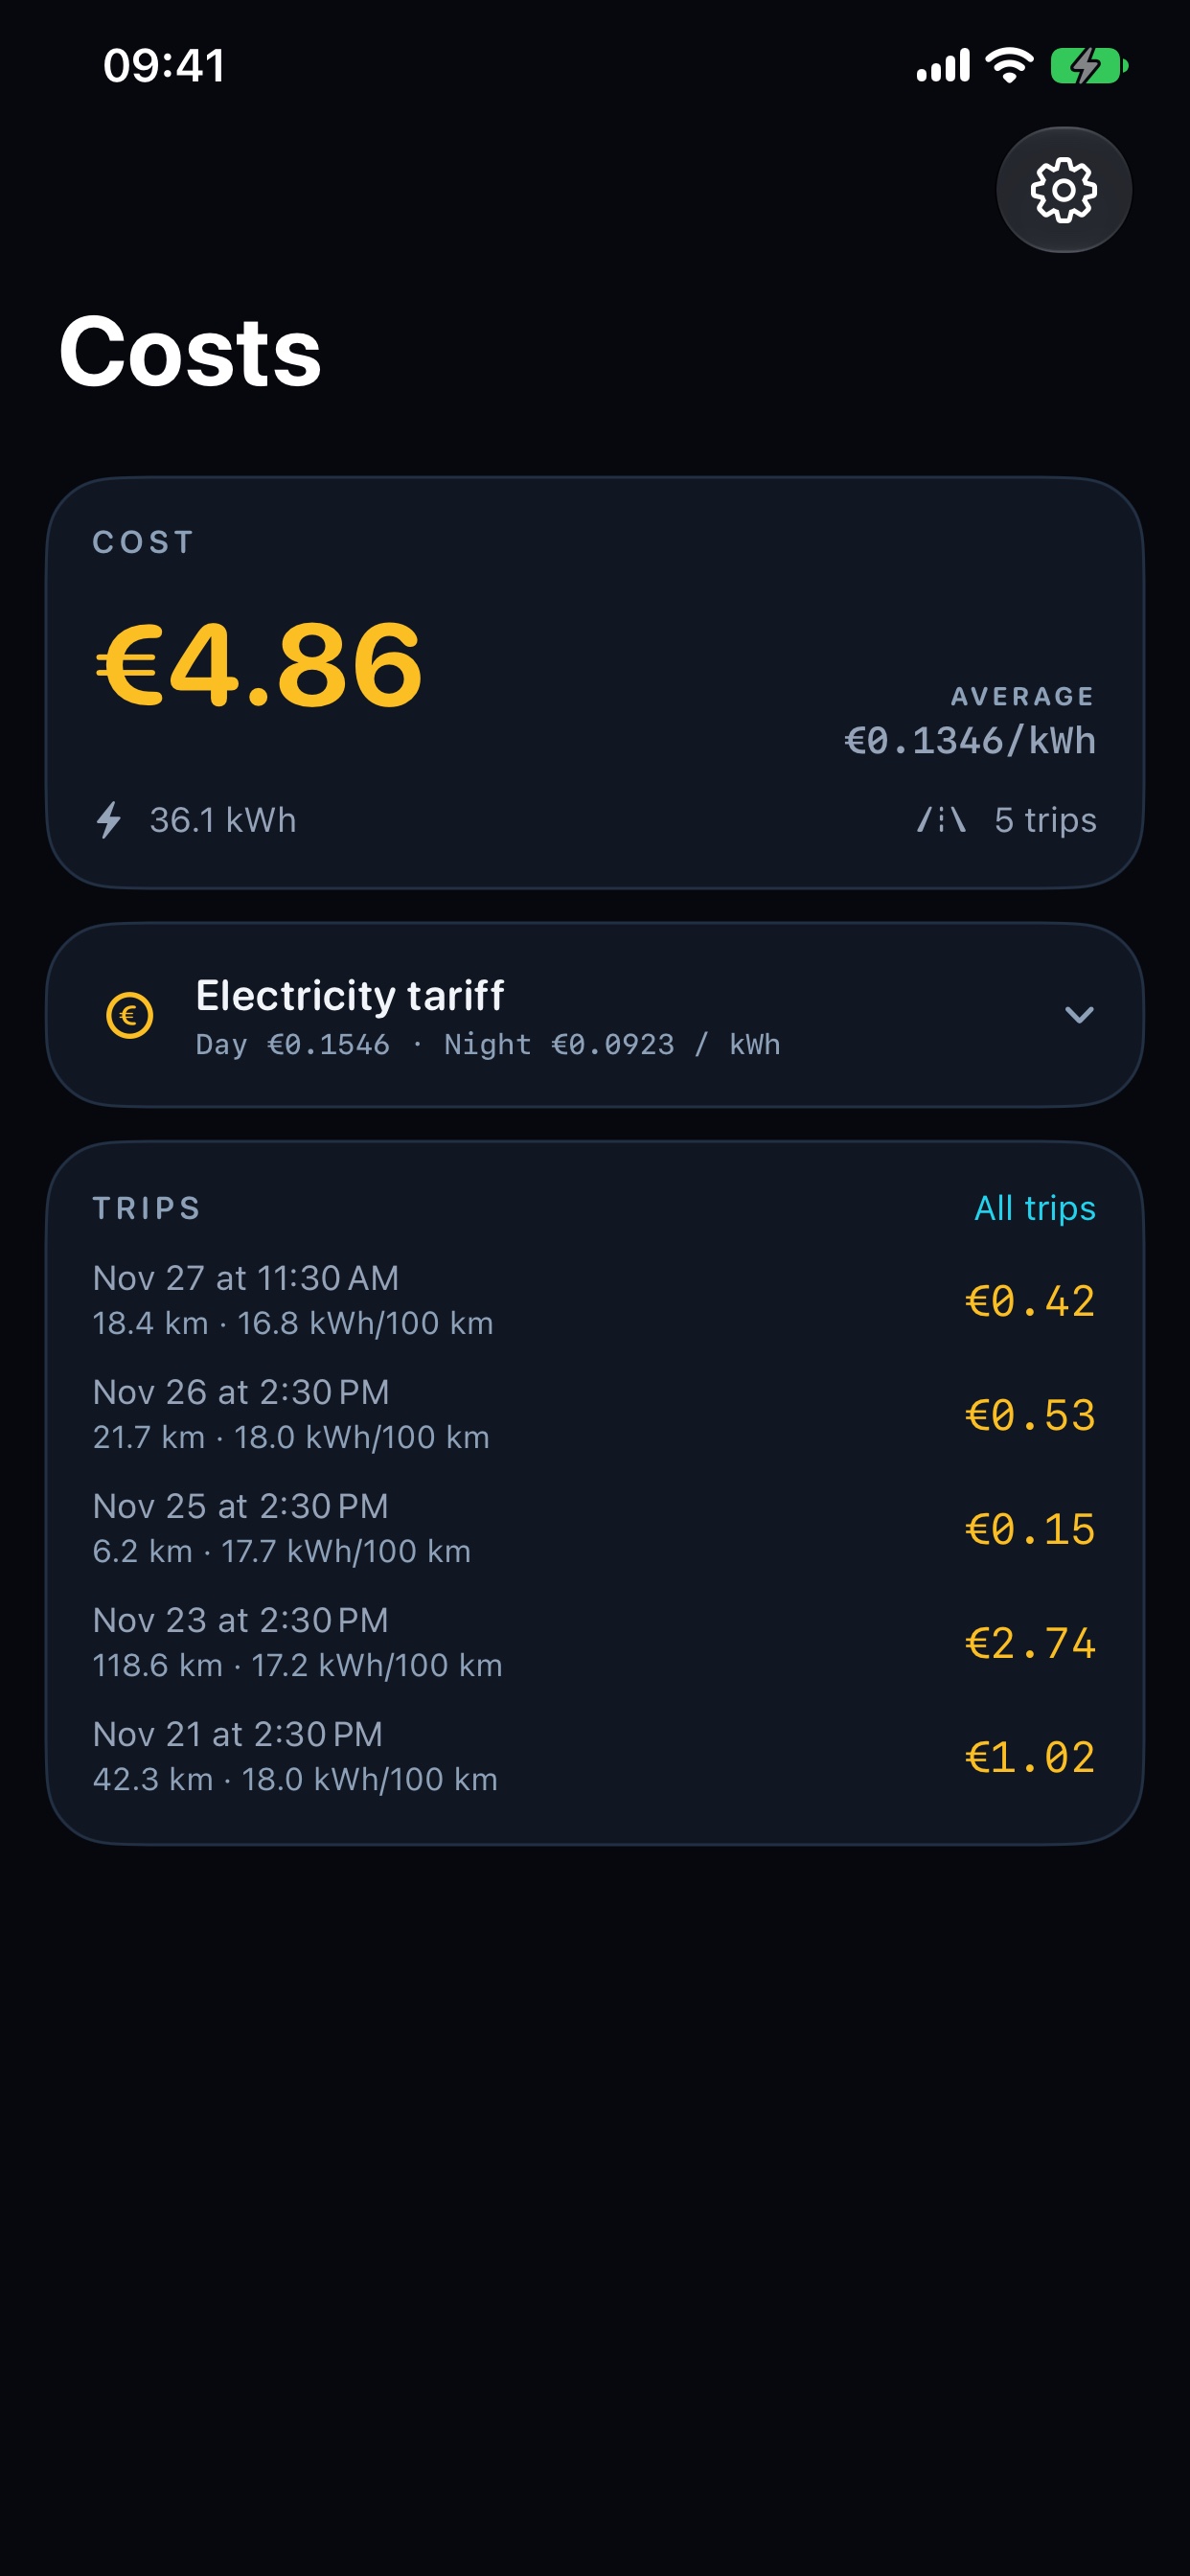 09:41
Costs
COST
€4.86
AVERAGE
€0.1346/kWh
36.1 kWh
5 trips
Electricity tariff
Day €0.1546 · Night €0.0923 / kWh
TRIPS
All trips
Nov 27 at 11:30 AM
18.4 km · 16.8 kWh/100 km
€0.42
Nov 26 at 2:30 PM
21.7 km · 18.0 kWh/100 km
€0.53
Nov 25 at 2:30 PM
6.2 km · 17.7 kWh/100 km
€0.15
Nov 23 at 2:30 PM
118.6 km · 17.2 kWh/100 km
€2.74
Nov 21 at 2:30 PM
42.3 km · 18.0 kWh/100 km
€1.02